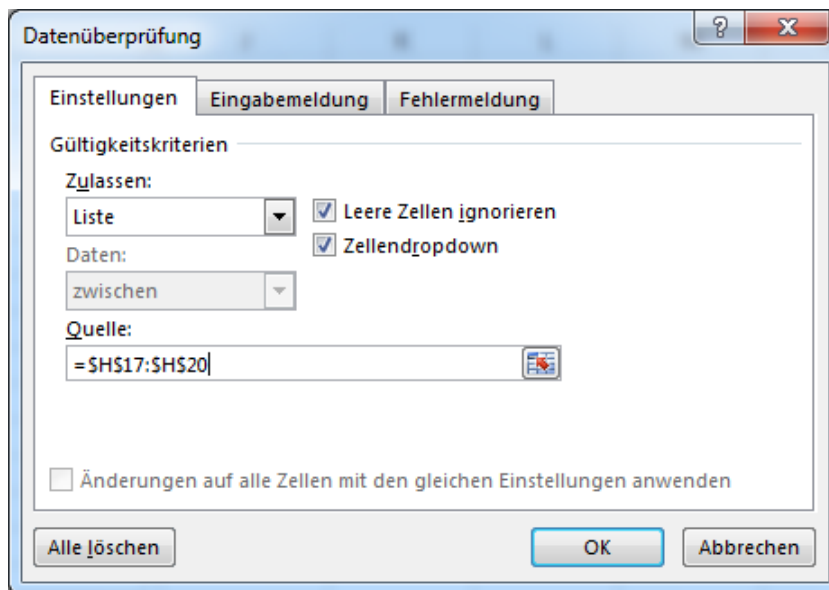 Datenüberprüfung
Einstellungen Eingabemeldung Fehlermeldung
Gültigkeitskriterien
Zulassen:
Liste Leere Zellen ignorieren
Daten: Zellendropdown
zwischen
Quelle:
=$H$17:$H$20
Änderungen auf alle Zellen mit den gleichen Einstellungen anwenden
Alle löschen OK Abbrechen